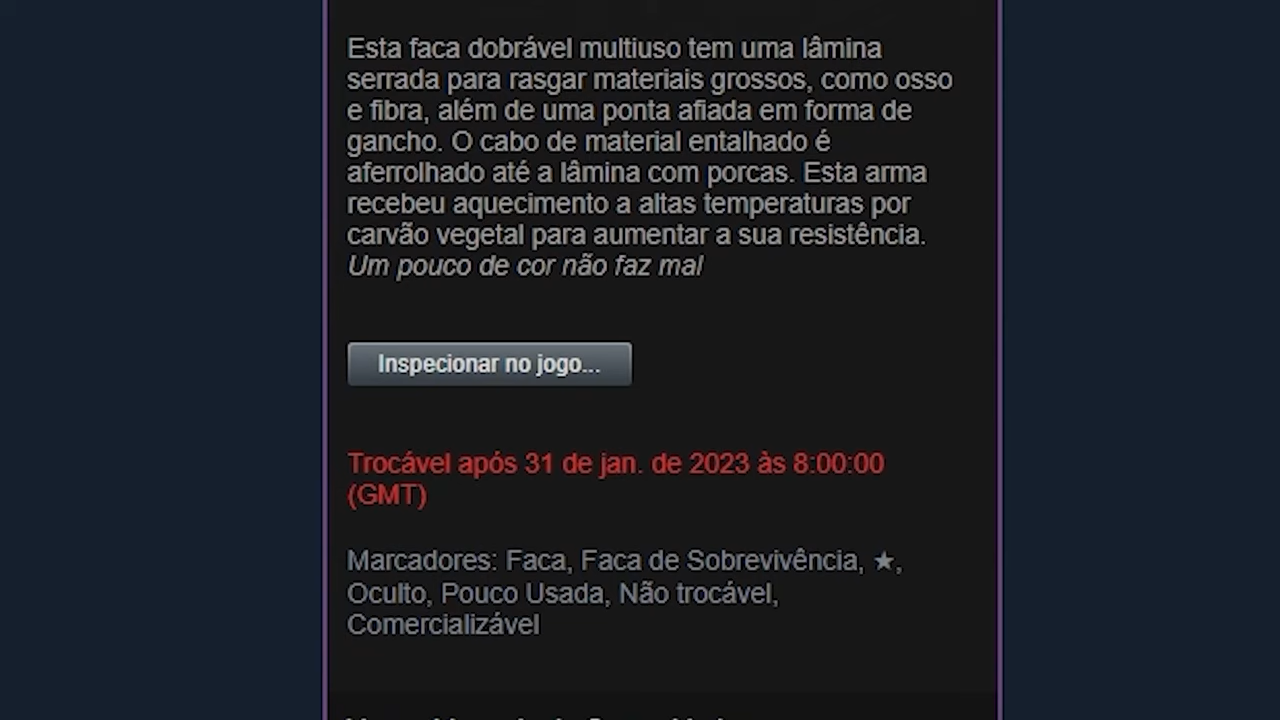 Esta faca dobrável multiuso tem uma lâmina
serrada para rasgar materiais grossos, como osso
e fibra, além de uma ponta afiada em forma de
gancho. O cabo de material entalhado é
aferrolhado até a lâmina com porcas. Esta arma
recebeu aquecimento a altas temperaturas por
carvão vegetal para aumentar a sua resistência.
Um pouco de cor não faz mal
Inspecionar no jogo...
Trocável após 31 de jan. de 2023 às 8:00:00
(GMT)
Marcadores: Faca, Faca de Sobrevivência, ★,
Oculto, Pouco Usada, Não trocável,
Comercializável